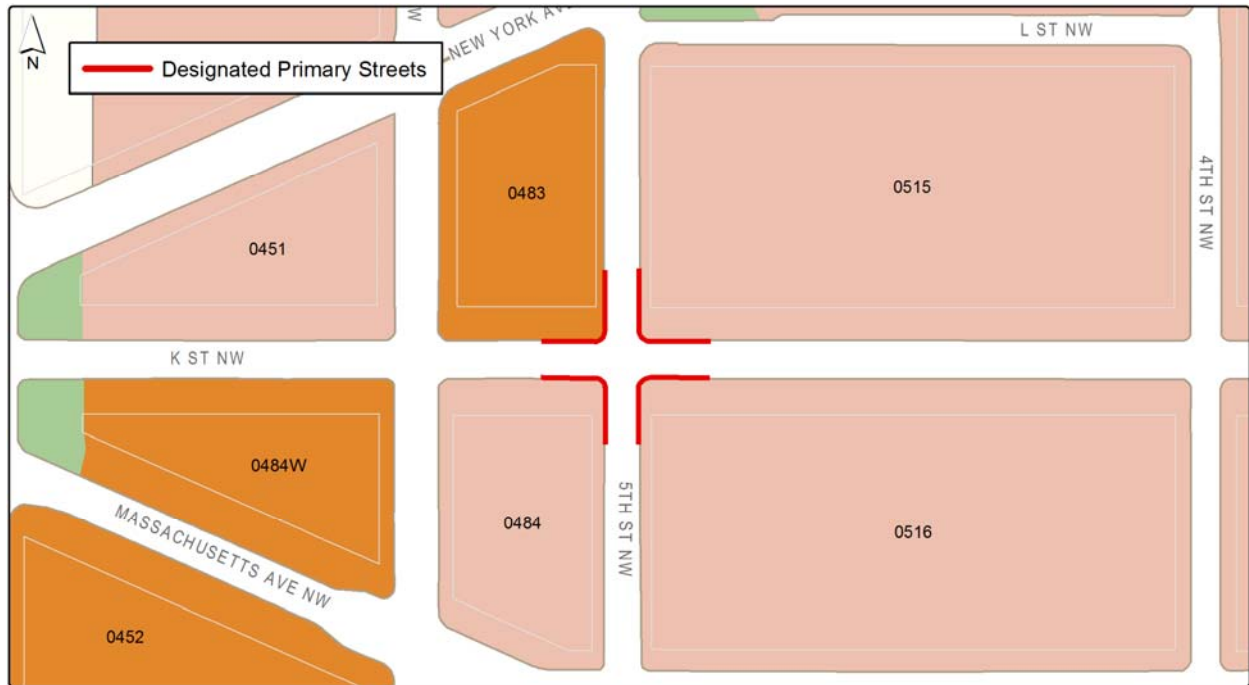 W
NEW YORK AVE
L ST NW
N
Designated Primary Streets
4TH ST NW
0483
0515
0451
K ST NW
0484W
5TH ST NW
0484
0516
MASSACHUSETTS AVE NW
0452